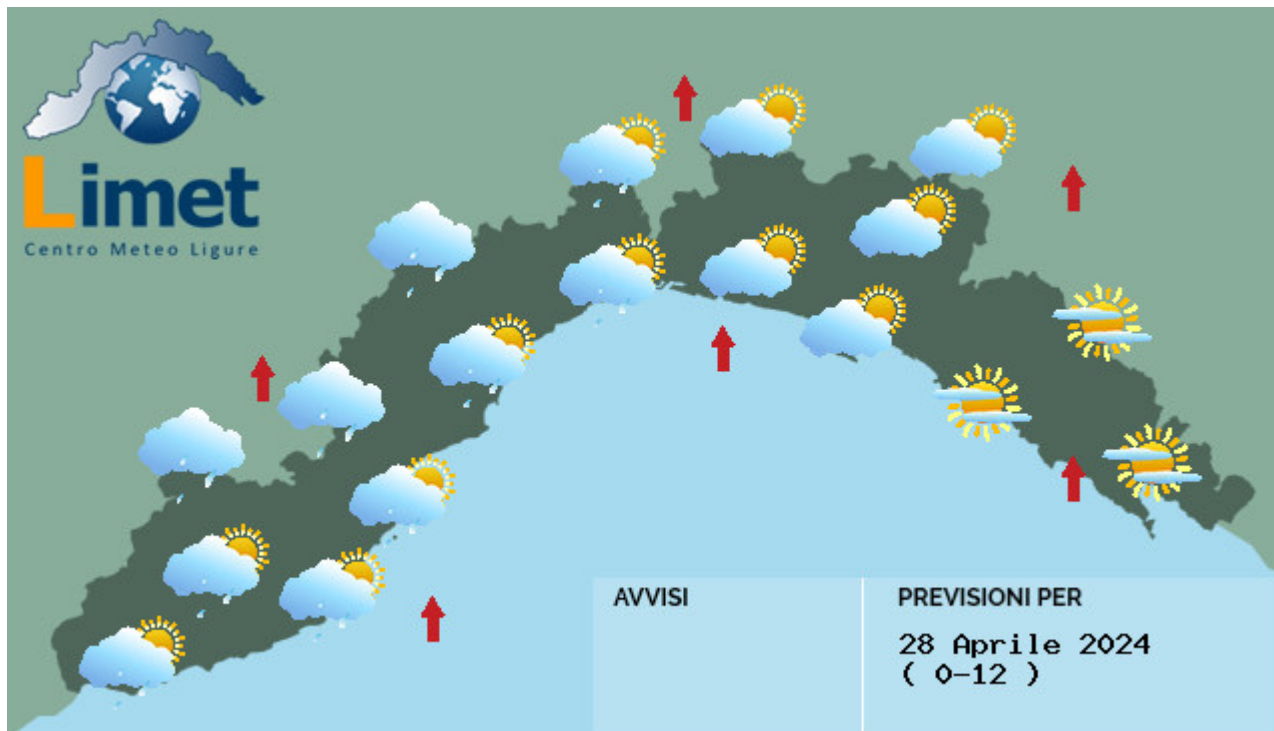 Limet
Centro Meteo Ligure
AVVISI
PREVISIONI PER
28 Aprile 2024
( 0-12 )